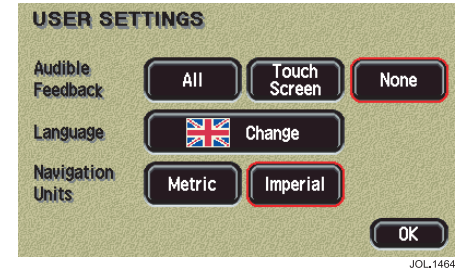 USER SETTINGS
Audible
Feedback
All
Touch
Screen
None
Language
Change
Navigation
Units
Metric
Imperial
OK
JOL.1464